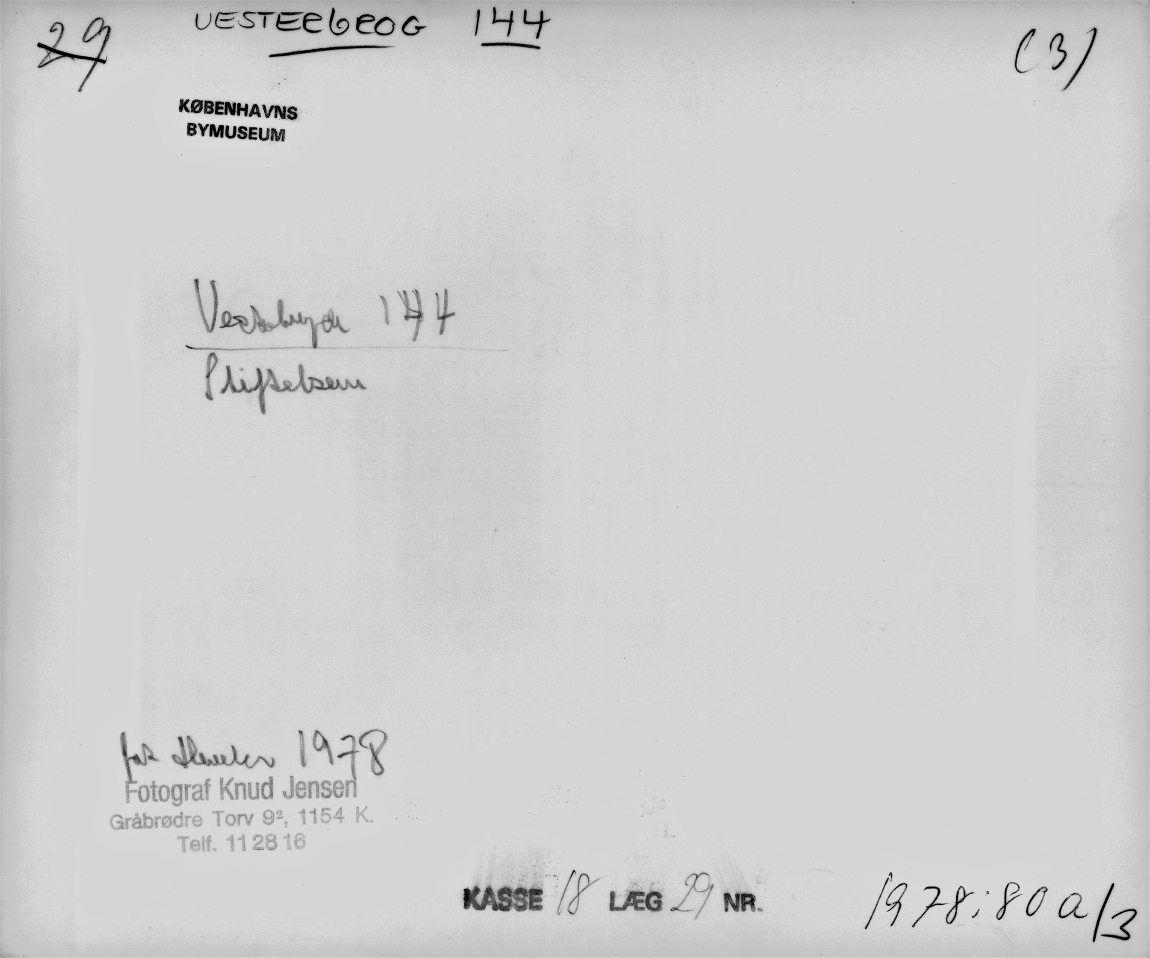 29
VESTERBROG 144
(3)
KØBENHAVNS
BYMUSEUM
144
Stiftelsen
1978
Fotograf Knud Jensen
Gråbrødre Torv 9², 1154 K.
Telf. 11 28 16
KASSE 18 LÆG 29 NR.
1978:80a/3